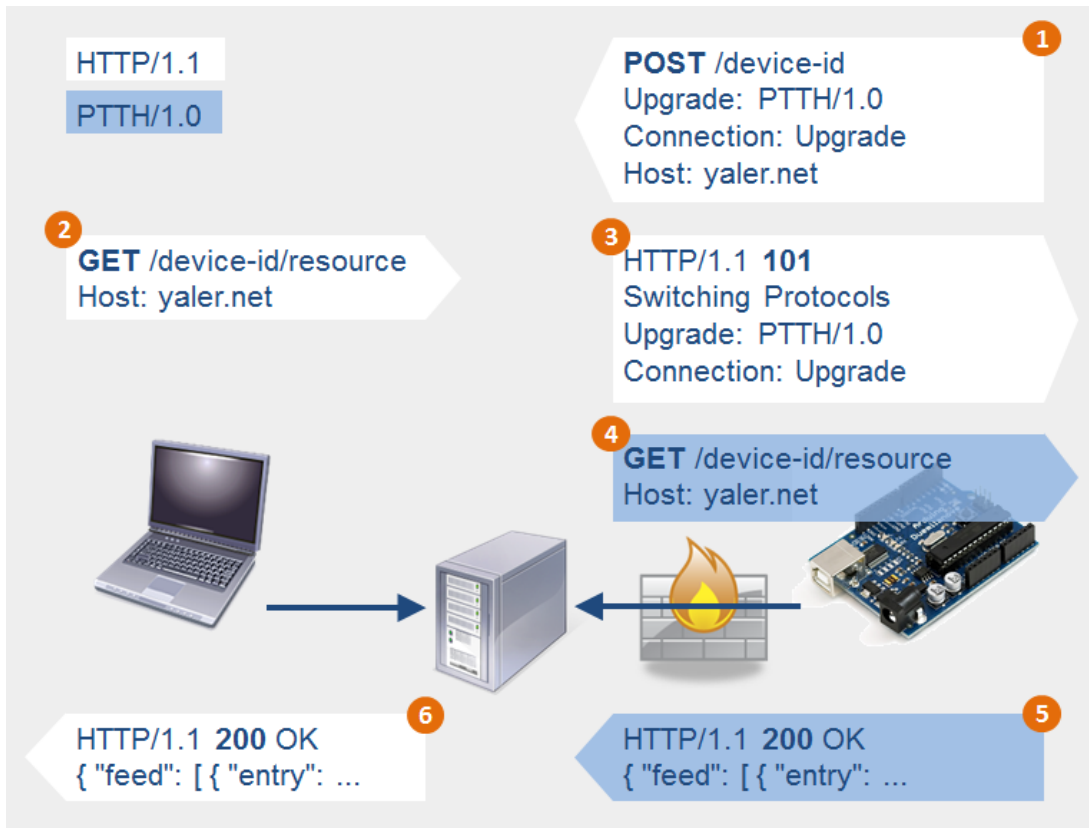 HTTP/1.1
PTTH/1.0
1
POST /device-id
Upgrade: PTTH/1.0
Connection: Upgrade
Host: yaler.net
2
GET /device-id/resource
Host: yaler.net
3
HTTP/1.1 101
Switching Protocols
Upgrade: PTTH/1.0
Connection: Upgrade
4
GET /device-id/resource
Host: yaler.net
5
HTTP/1.1 200 OK
{ "feed": [ { "entry": ...
6
HTTP/1.1 200 OK
{ "feed": [ { "entry": ...